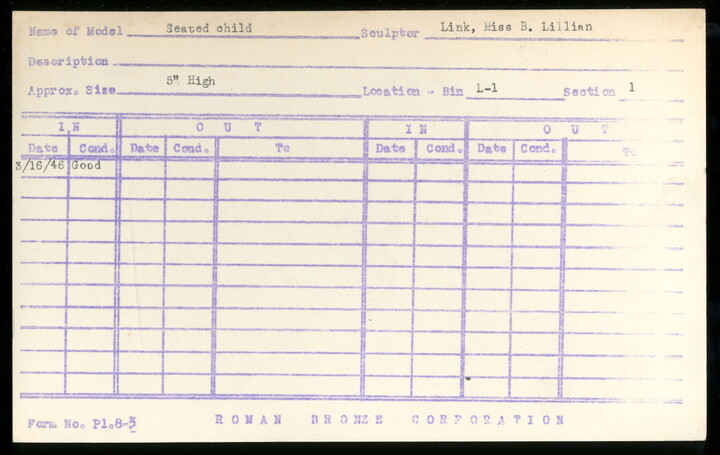 Name of Model Seated child Sculptor Link, Miss B. Lillian
Description
Approx. Size 5" High Location - Bin L-1 Section 1
IN OUT IN OUT
Date Cond. Date Cond. To Date Cond. Date Cond. To
3/16/46 Good
Form No. Pl.8-3 ROMAN BRONZE CORPORATION